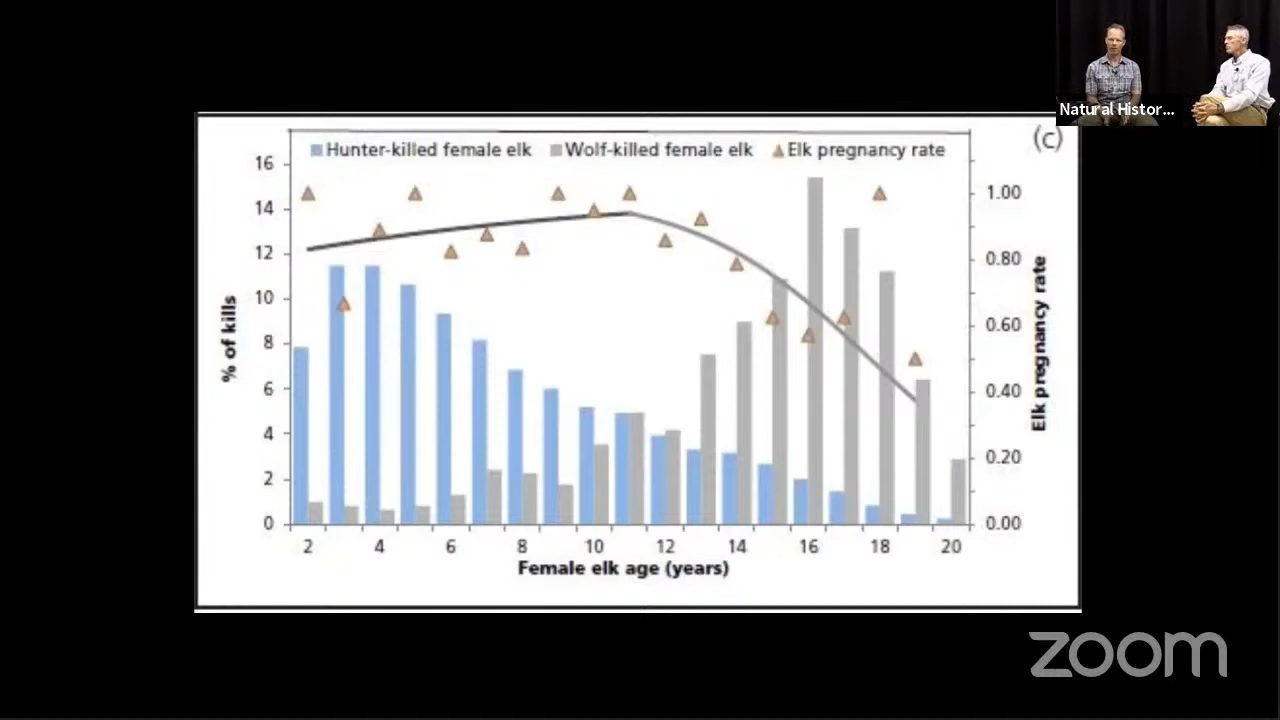 Natural Histor...
(c)
Hunter-killed female elk Wolf-killed female elk Elk pregnancy rate
16
14
12
10
8
6
4
2
0
% of kills
1.00
0.80
0.60
0.40
0.20
0.00
Elk pregnancy rate
2 4 6 8 10 12 14 16 18 20
Female elk age (years)
zoom